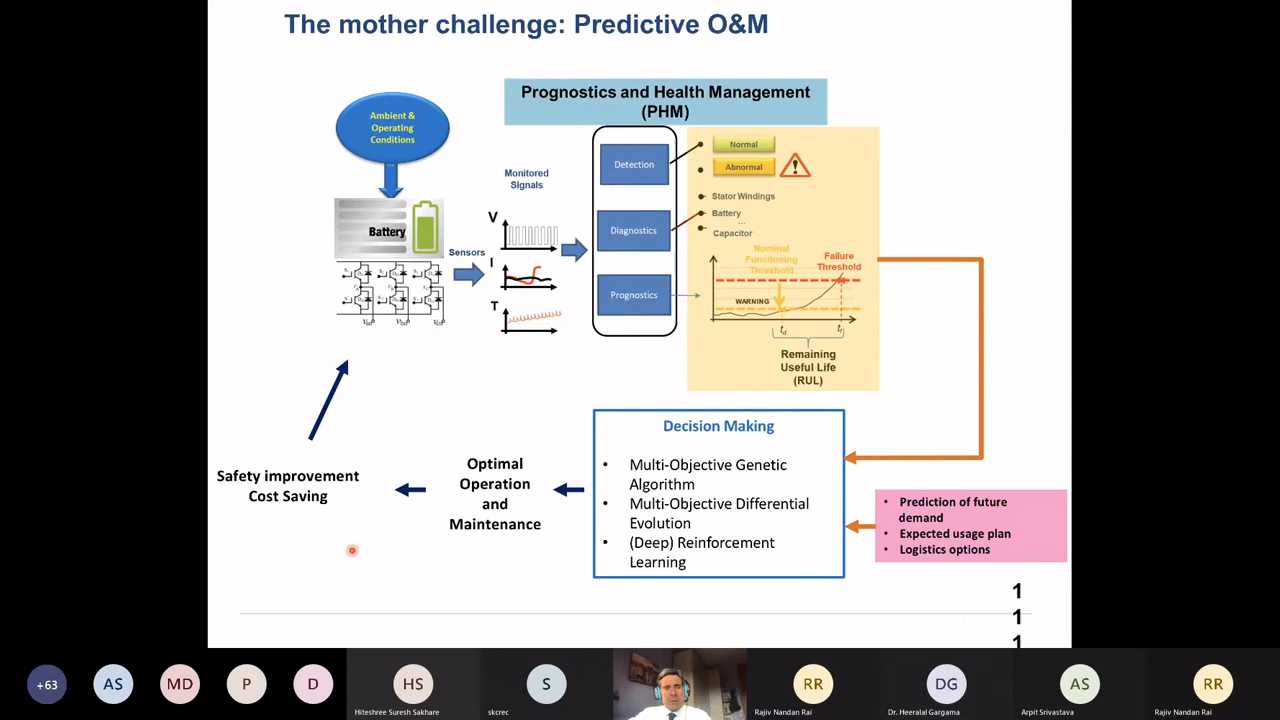 The mother challenge: Predictive O&M
Prognostics and Health Management
(PHM)
Ambient &
Operating
Conditions
Battery
Sensors
Monitored
Signals
V
I
T
Detection
Diagnostics
Prognostics
Normal
Abnormal
!
Stator Windings
Battery
...
Capacitor
Nominal
Functioning
Threshold
Failure
Threshold
WARNING
td
tf
Remaining
Useful Life
(RUL)
Decision Making
• Multi-Objective Genetic
Algorithm
• Multi-Objective Differential
Evolution
• (Deep) Reinforcement
Learning
• Prediction of future
demand
• Expected usage plan
• Logistics options
Optimal
Operation
and
Maintenance
Safety improvement
Cost Saving
1
1
1
+63
AS
MD
P
D
HS
Hiteshree Suresh Sakhare
S
skcrec
RR
Rajiv Nandan Rai
DG
Dr. Heeralal Gargama
AS
Arpit Srivastava
RR
Rajiv Nandan Rai